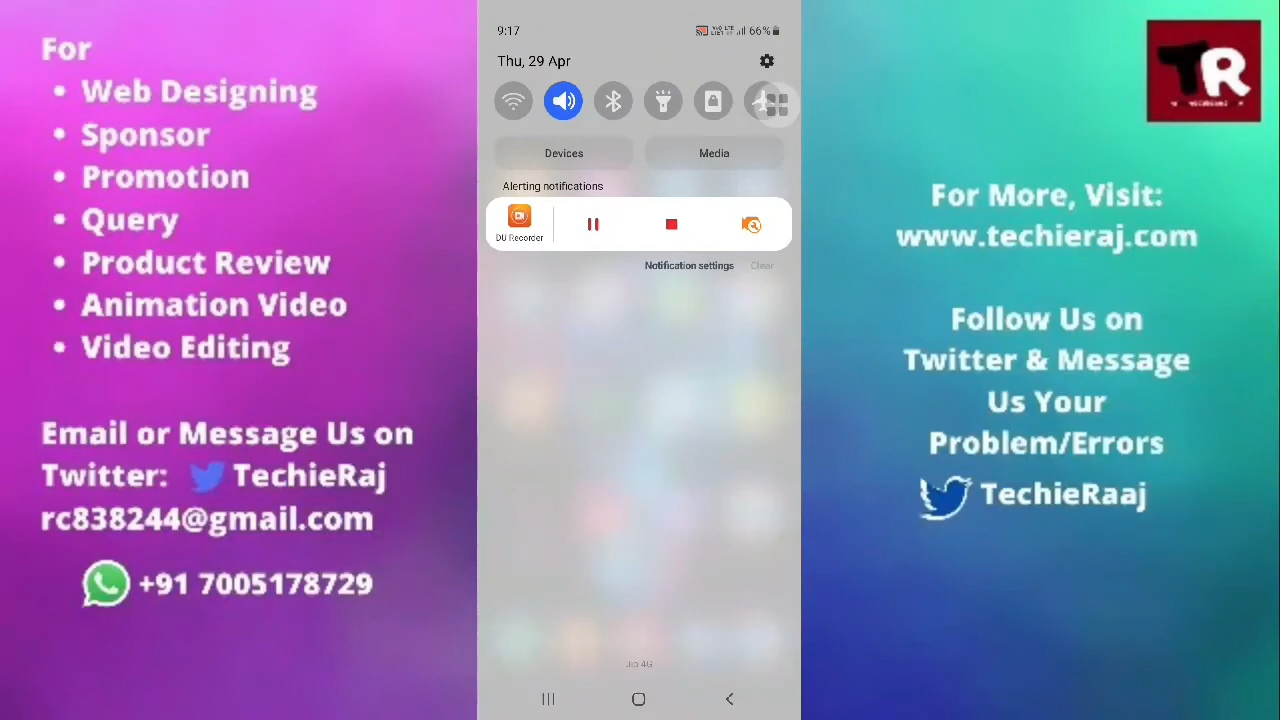 For
• Web Designing
• Sponsor
• Promotion
• Query
• Product Review
• Animation Video
• Video Editing
Email or Message Us on
Twitter: TechieRaj
rc838244@gmail.com
+91 7005178729
9:17
66%
Thu, 29 Apr
Devices
Media
Alerting notifications
DU Recorder
Notification settings
Clear
Jio 4G
TR
For More, Visit:
www.techieraj.com
Follow Us on
Twitter & Message
Us Your
Problem/Errors
TechieRaaj